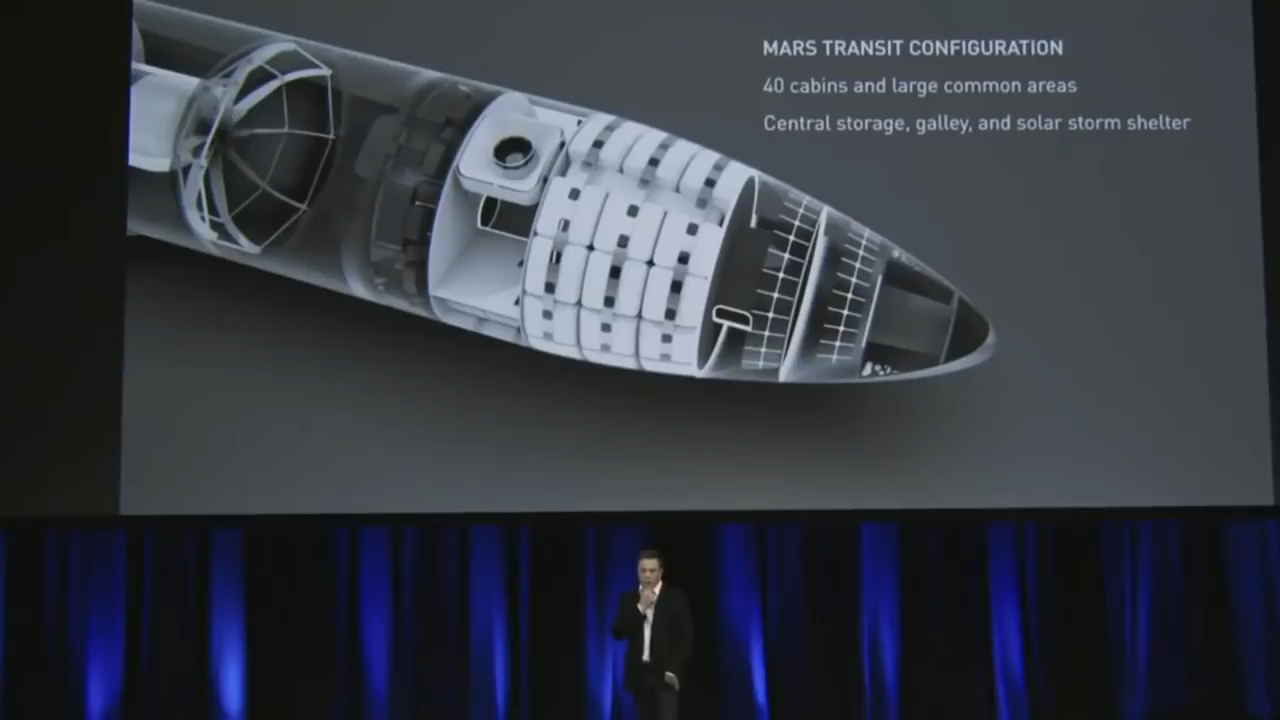 MARS TRANSIT CONFIGURATION
40 cabins and large common areas
Central storage, galley, and solar storm shelter